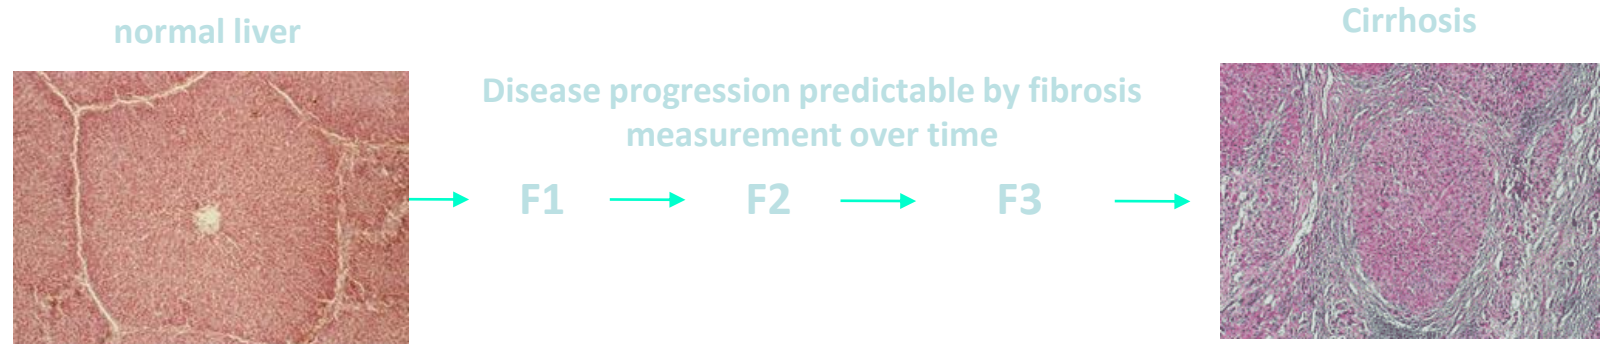 normal liver
Cirrhosis
Disease progression predictable by fibrosis
measurement over time
F1
F2
F3